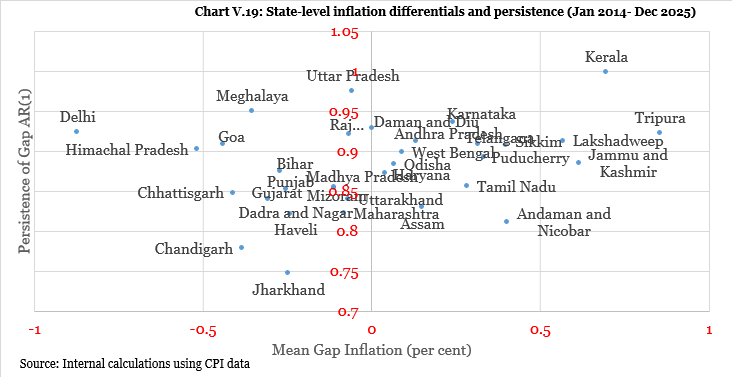 Chart V.19: State-level inflation differentials and persistence (Jan 2014- Dec 2025)
1.05
Kerala
1
Uttar Pradesh
Meghalaya
0.95
Karnataka
Delhi
Tripura
Raj...
Daman and Diu
Goa
Andhra Pradesh
Telangana
Sikkim
Lakshadweep
Himachal Pradesh
0.9
West Bengal
Puducherry
Jammu and
Kashmir
Bihar
Odisha
Haryana
Punjab
Madhya Pradesh
Chhattisgarh
Gujarat
Mizoram
0.85
Tamil Nadu
Uttarakhand
Dadra and Nagar
Haveli
Maharashtra
Assam
Andaman and
Nicobar
0.8
Chandigarh
0.75
Jharkhand
0.7
-1
-0.5
0
0.5
1
Persistence of Gap AR(1)
Mean Gap Inflation (per cent)
Source: Internal calculations using CPI data